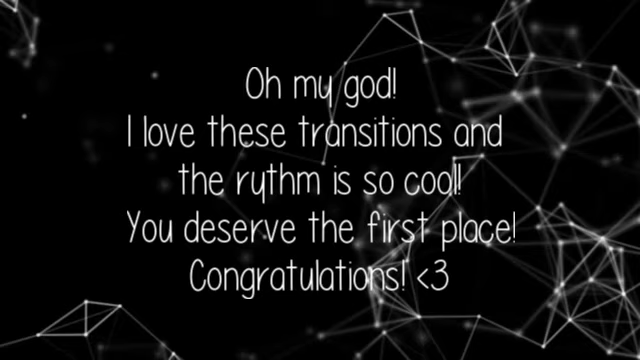 Oh my god!
I love these transitions and
the rythm is so cool!
You deserve the first place!
Congratulations! <3